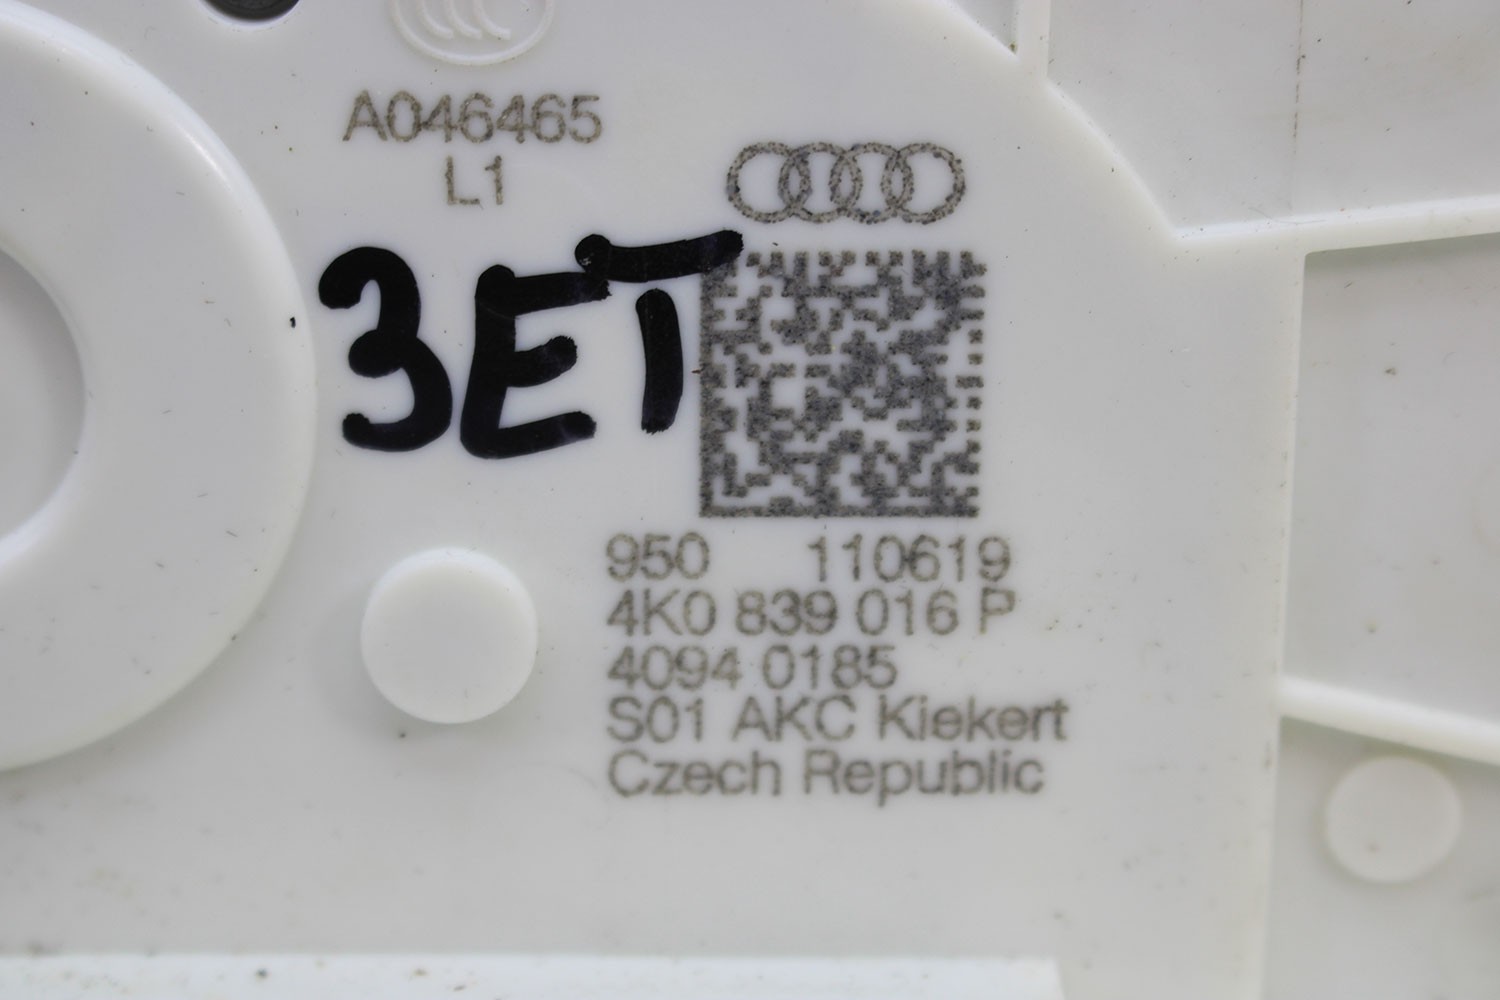 A046465
L1
3ET
950 110619
4K0 839 016 P
4094 0185
S01 AKC Kiekert
Czech Republic